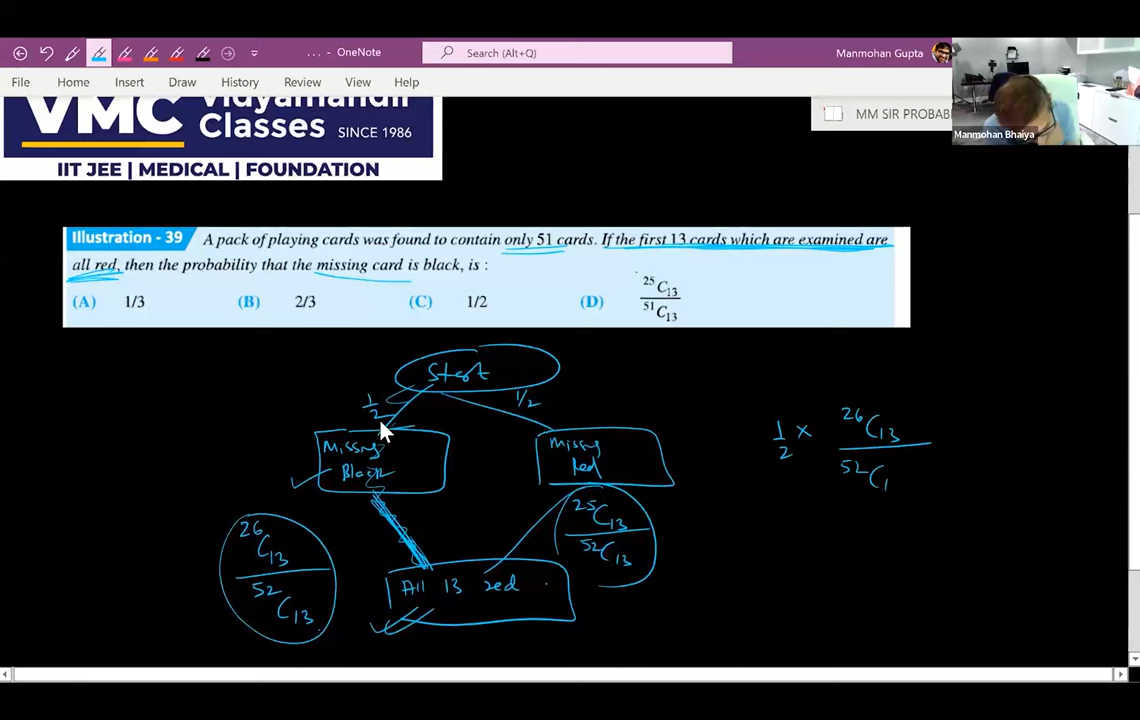 ... - OneNote
Search (Alt+Q)
Manmohan Gupta
File Home Insert Draw History Review View Help
VMC Vidyamandir Classes SINCE 1986
IIT JEE | MEDICAL | FOUNDATION
MM SIR PROBABI
Manmohan Bhaiya
Illustration - 39 A pack of playing cards was found to contain only 51 cards. If the first 13 cards which are examined are
all red, then the probability that the missing card is black, is :
(A) 1/3 (B) 2/3 (C) 1/2 (D) ²⁵C₁₃ / ⁵¹C₁₃
Start
1/2 1/2
Missing Black
Missing Red
²⁶C₁₃ / ⁵²C₁₃
²⁵C₁₃ / ⁵²C₁₃
All 13 red
1/2 × ²⁶C₁₃ / ⁵²C₁